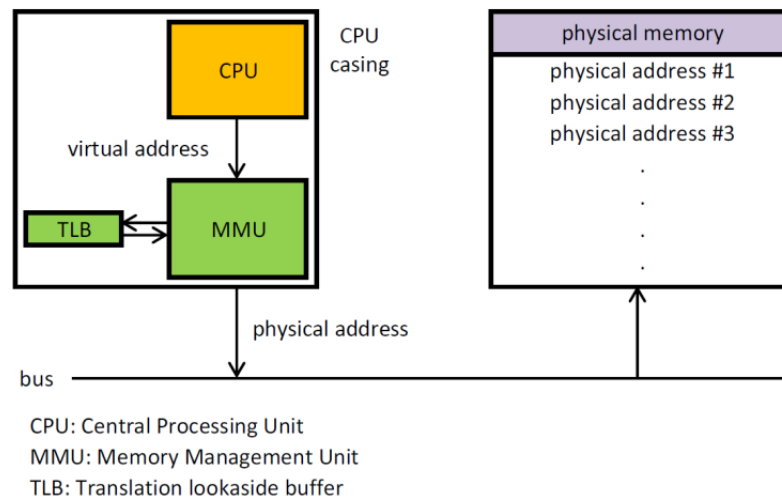 CPU
casing
CPU
virtual address
TLB
MMU
physical address
bus
physical memory
physical address #1
physical address #2
physical address #3
.
.
.
.
CPU: Central Processing Unit
MMU: Memory Management Unit
TLB: Translation lookaside buffer